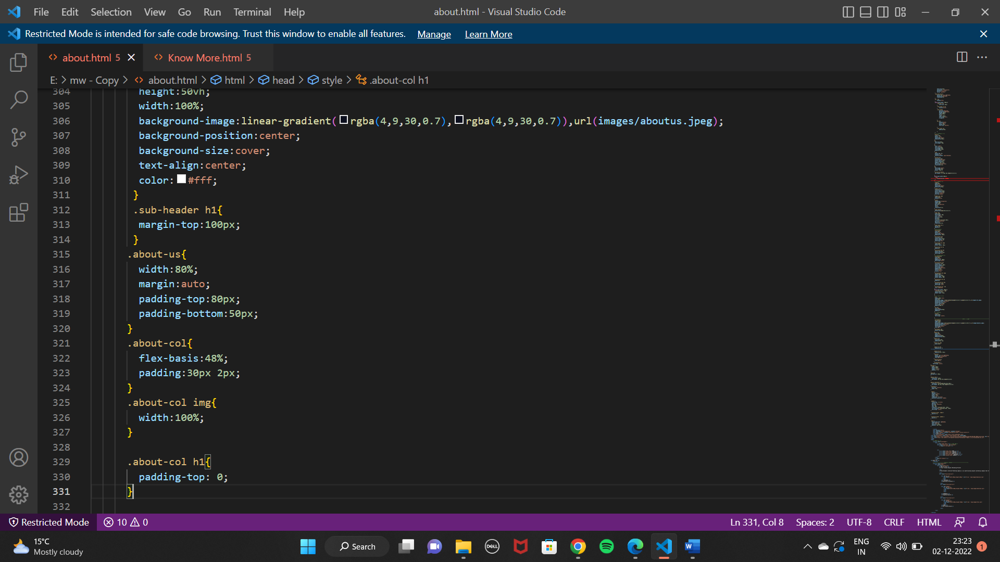 File Edit Selection View Go Run Terminal Help about.html - Visual Studio Code
Restricted Mode is intended for safe code browsing. Trust this window to enable all features. Manage Learn More
about.html 5 Know More.html 5
E: > mw - Copy > about.html > html > head > style > .about-col h1
304 height:50vh;
305 width:100%;
306 background-image:linear-gradient(rgba(4,9,30,0.7),rgba(4,9,30,0.7)),url(images/aboutus.jpeg);
307 background-position:center;
308 background-size:cover;
309 text-align:center;
310 color:#fff;
311 }
312 .sub-header h1{
313 margin-top:100px;
314 }
315 .about-us{
316 width:80%;
317 margin:auto;
318 padding-top:80px;
319 padding-bottom:50px;
320 }
321 .about-col{
322 flex-basis:48%;
323 padding:30px 2px;
324 }
325 .about-col img{
326 width:100%;
327 }
328
329 .about-col h1{
330 padding-top: 0;
331 }
332
Restricted Mode 10 0 Ln 331, Col 8 Spaces: 2 UTF-8 CRLF HTML
15°C
Mostly cloudy
Search
DELL
ENG
IN
23:23
02-12-2022
1